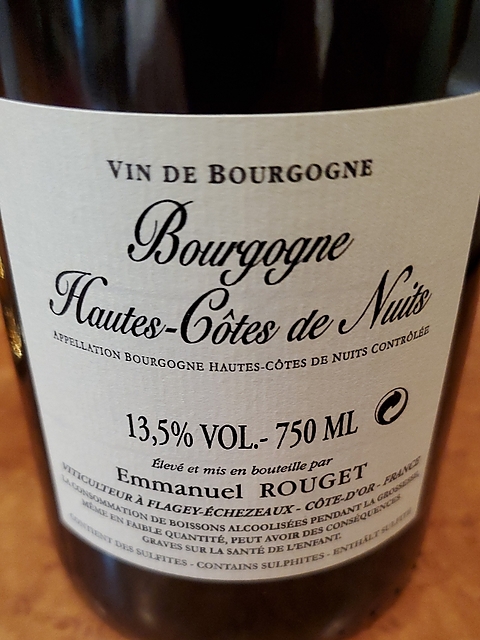 VIN DE BOURGOGNE
Bourgogne
Hautes-Côtes de Nuits
APPELLATION BOURGOGNE HAUTES-CÔTES DE NUITS CONTRÔLÉE
13,5% VOL.- 750 ML
Élevé et mis en bouteille par
Emmanuel ROUGET
VITICULTEUR À FLAGEY-ÉCHEZEAUX - CÔTE-D'OR - FRANCE
LA CONSOMMATION DE BOISSONS ALCOOLISÉES PENDANT LA GROSSESSE,
MÊME EN FAIBLE QUANTITÉ, PEUT AVOIR DES CONSÉQUENCES
GRAVES SUR LA SANTÉ DE L'ENFANT.
CONTIENT DES SULFITES - CONTAINS SULPHITES - ENTHÄLT SULFITE